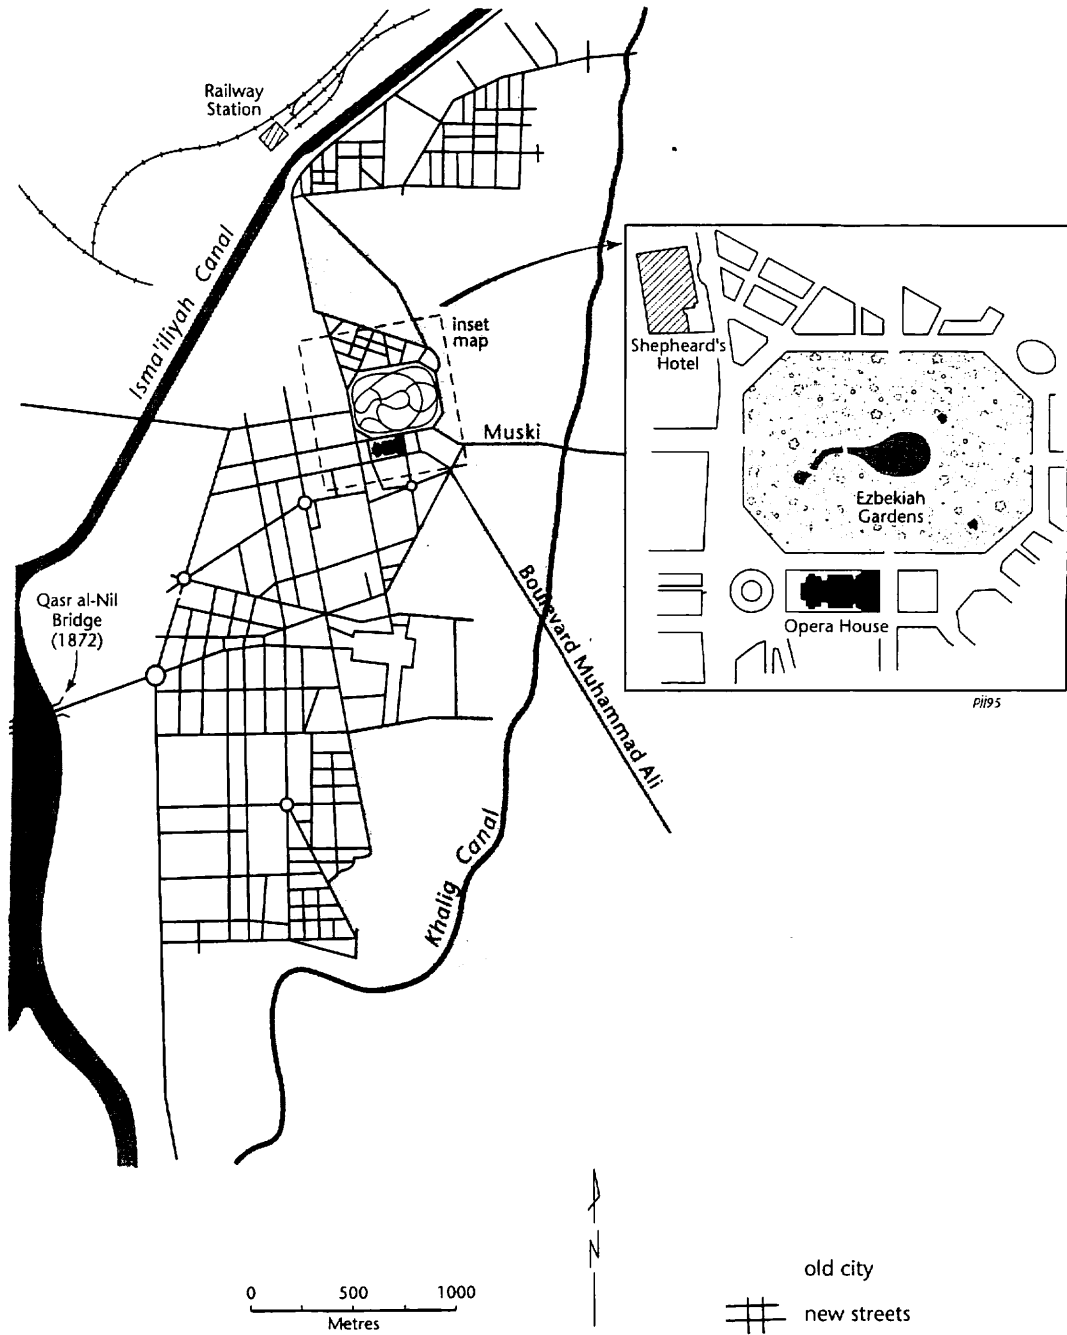 Railway
Station
Isma'iliyah Canal
inset
map
Shepheard's
Hotel
Muski
Ezbekiah
Gardens
Opera House
Qasr al-Nil
Bridge
(1872)
Boulevard Muhammad Ali
Pjj95
Khalig Canal
N
0 500 1000
Metres
old city
new streets